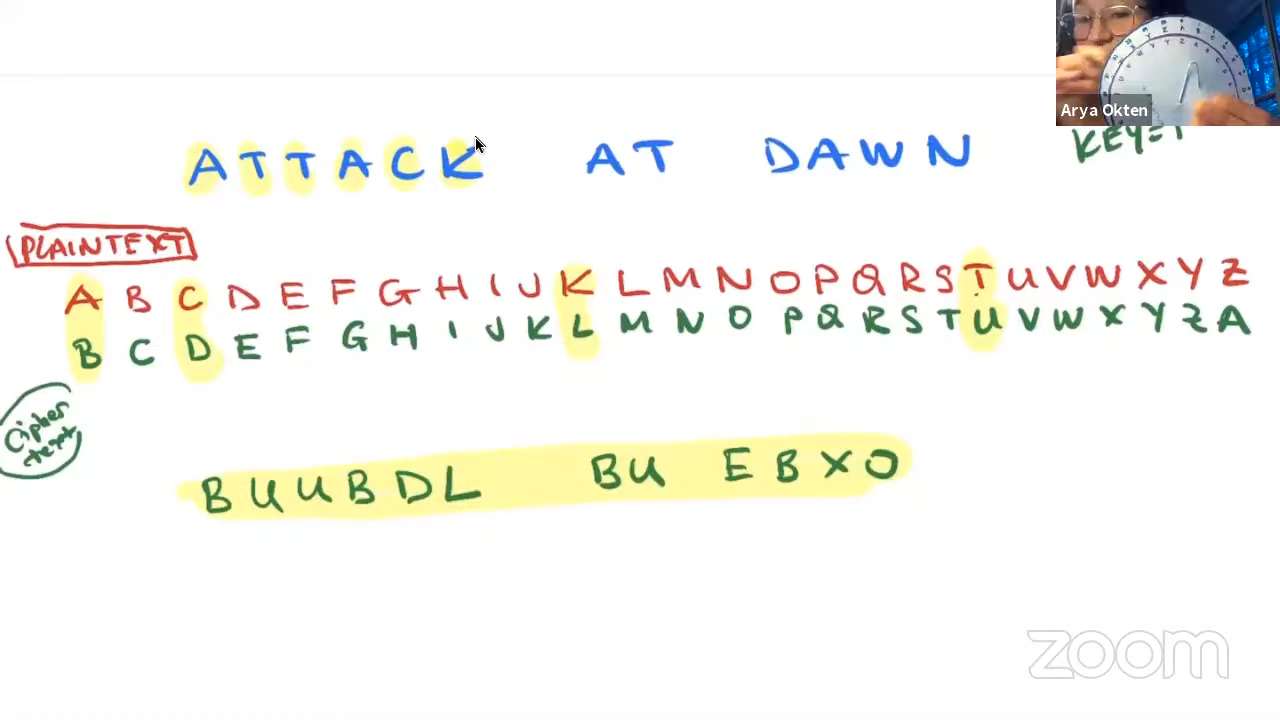 Arya Okten
ATTACK AT DAWN
KEY=1
PLAINTEXT
A B C D E F G H I J K L M N O P Q R S T U V W X Y Z
B C D E F G H I J K L M N O P Q R S T U V W X Y Z A
Cipher
text
BUUBDL BU EBXO
zoom